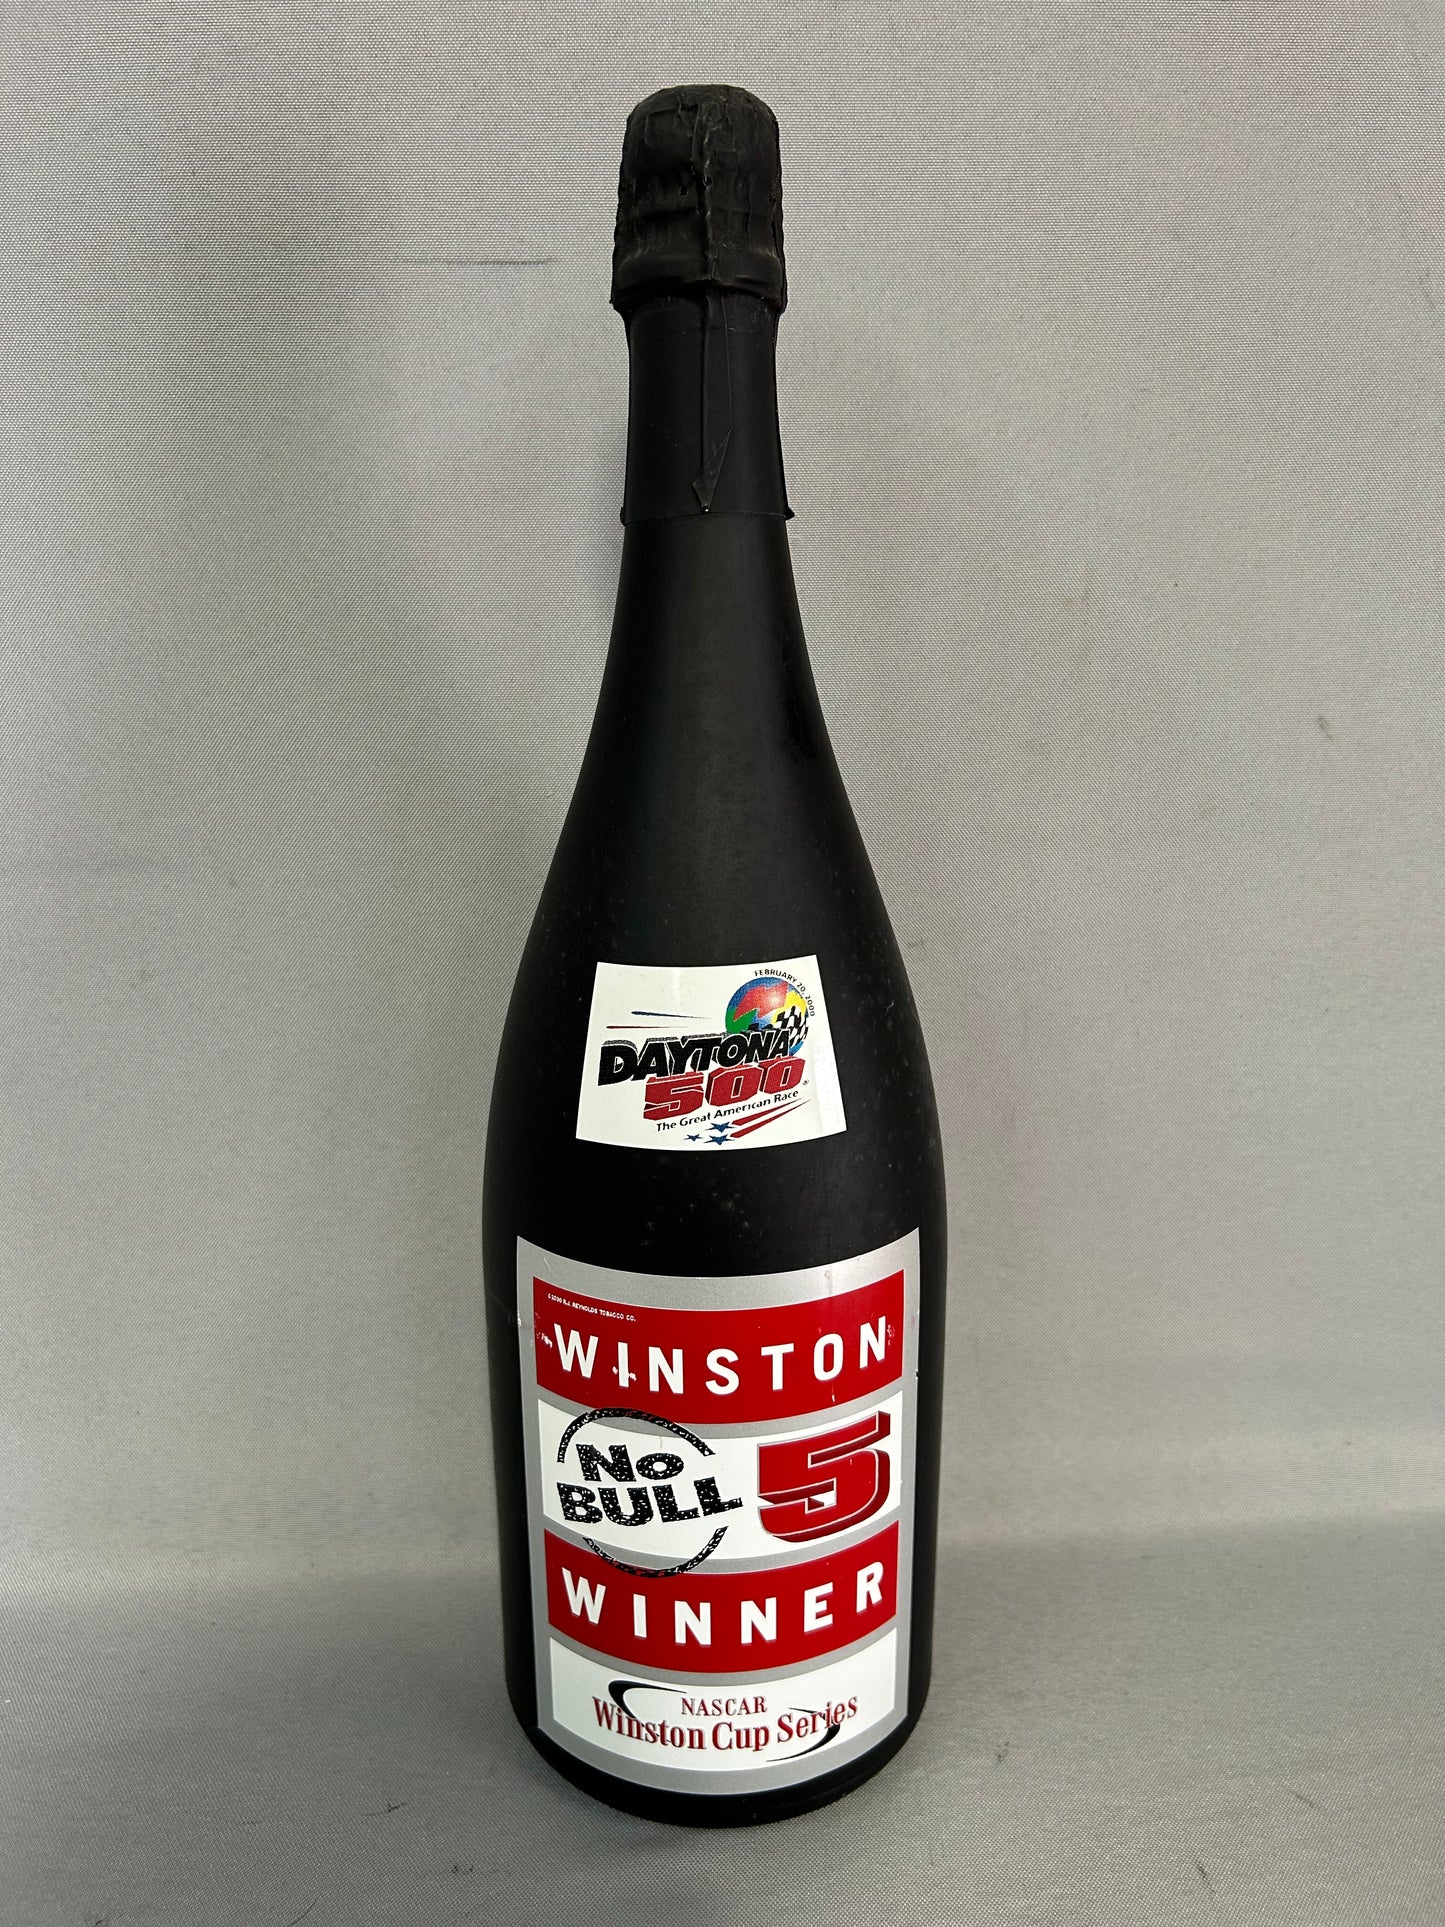 FEBRUARY 20, 2000
DAYTONA
500
®
The Great American Race
©2000 R.J. REYNOLDS TOBACCO CO.
WINSTON
No
BULL
5
WINNER
NASCAR
Winston Cup Series